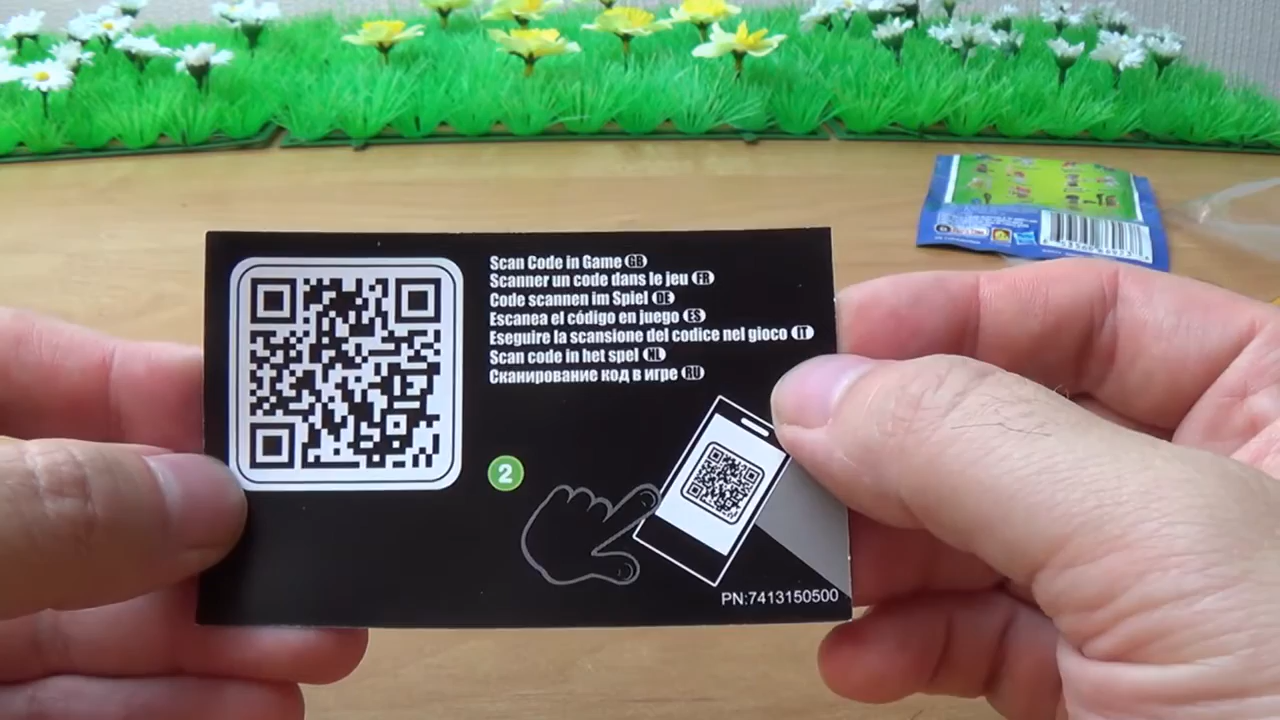 Scan Code in Game GB
Scanner un code dans le jeu FR
Code scannen im Spiel DE
Escanea el código en juego ES
Eseguire la scansione del codice nel gioco IT
Scan code in het spel NL
Сканирование код в игре RU
2
PN:7413150500